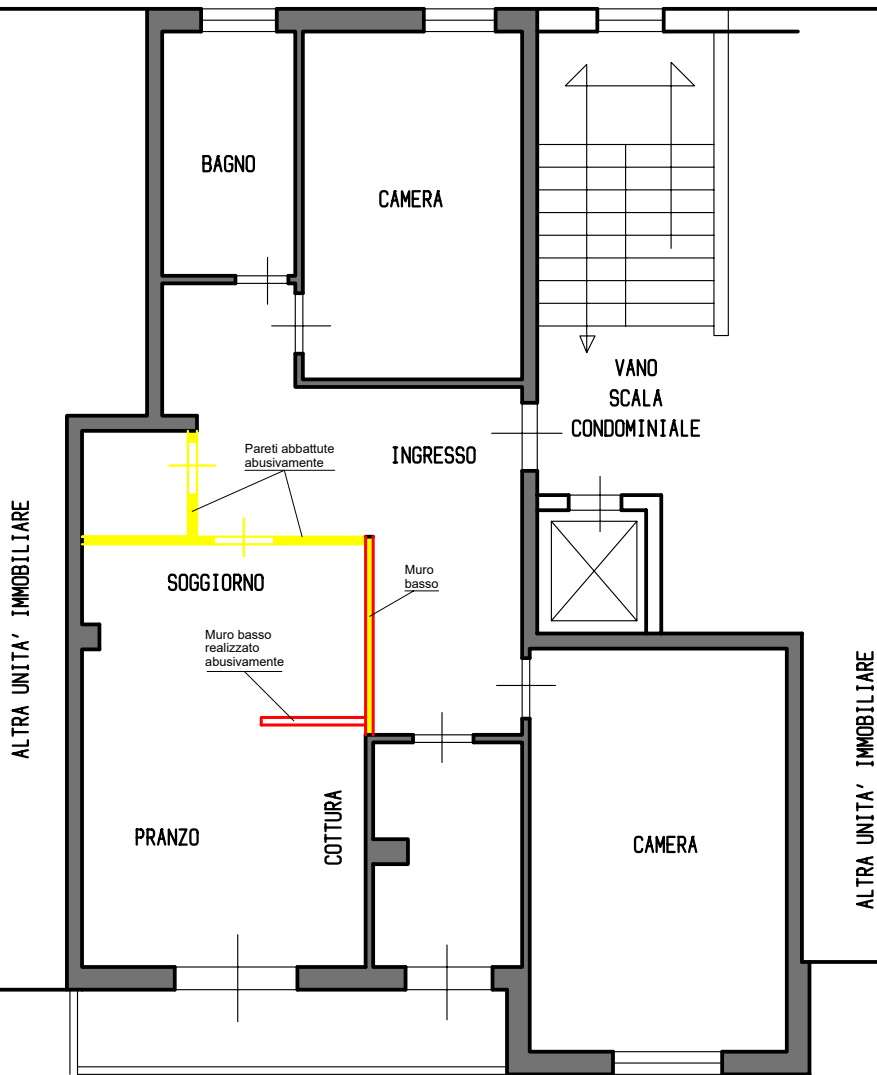 BAGNO
CAMERA
VANO
SCALA
CONDOMINIALE
Pareti abbattute
abusivamente
INGRESSO
ALTRA UNITA' IMMOBILIARE
SOGGIORNO
Muro
basso
Muro basso
realizzato
abusivamente
PRANZO
COTTURA
CAMERA
ALTRA UNITA' IMMOBILIARE